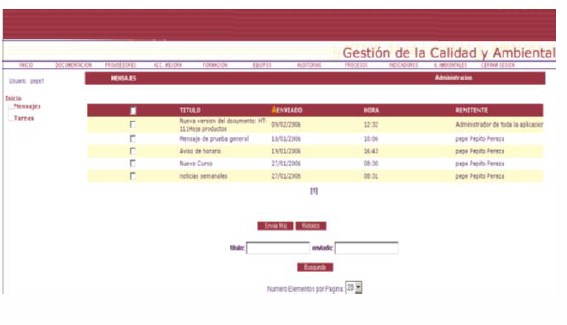 Gestión de la Calidad y Ambiental
INICIO DOCUMENTACION PROVEEDORES ACC. MEJORA FORMACION EQUIPOS AUDITORIAS PROCESOS INDICADORES A. AMBIENTALES CERRAR SESION
Usuario: pepe1
MENSAJES Administracion
Inicio
Mensajes
Tareas
TITULO ENVIADO HORA REMITENTE
Nueva version del documento: HT-
111Hoja productos 09/02/2006 12:32 Administrador de toda la aplicacion
Mensaje de prueba general 18/01/2006 10:06 pepe Pepito Pereza
Aviso de horario 19/01/2006 16:43 pepe Pepito Pereza
Nuevo Curso 27/01/2006 08:30 pepe Pepito Pereza
noticias semanales 27/01/2006 08:31 pepe Pepito Pereza
[1]
Envia Msj Historico
titulo: enviado:
Busqueda
Numero Elementos por Pagina 20